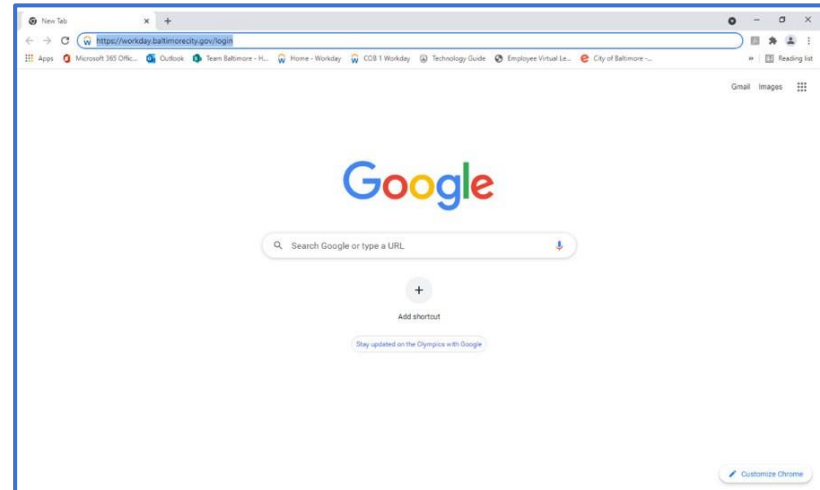 New Tab
https://workday.baltimorecity.gov/login
Apps Microsoft 365 Offic... Outlook Team Baltimore - H... Home - Workday COB 1 Workday Technology Guide Employee Virtual Le... City of Baltimore -... » Reading list
Gmail Images
Google
Search Google or type a URL
Add shortcut
Stay updated on the Olympics with Google
Customize Chrome